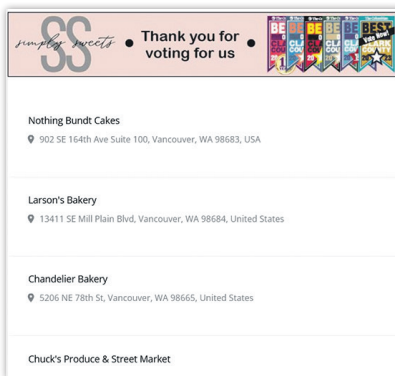 simply sweets
SS
Thank you for
voting for us
BEST
Vote Now!
CLARK
COUNTY
Nothing Bundt Cakes
902 SE 164th Ave Suite 100, Vancouver, WA 98683, USA
Larson's Bakery
13411 SE Mill Plain Blvd, Vancouver, WA 98684, United States
Chandelier Bakery
5206 NE 78th St, Vancouver, WA 98665, United States
Chuck's Produce & Street Market